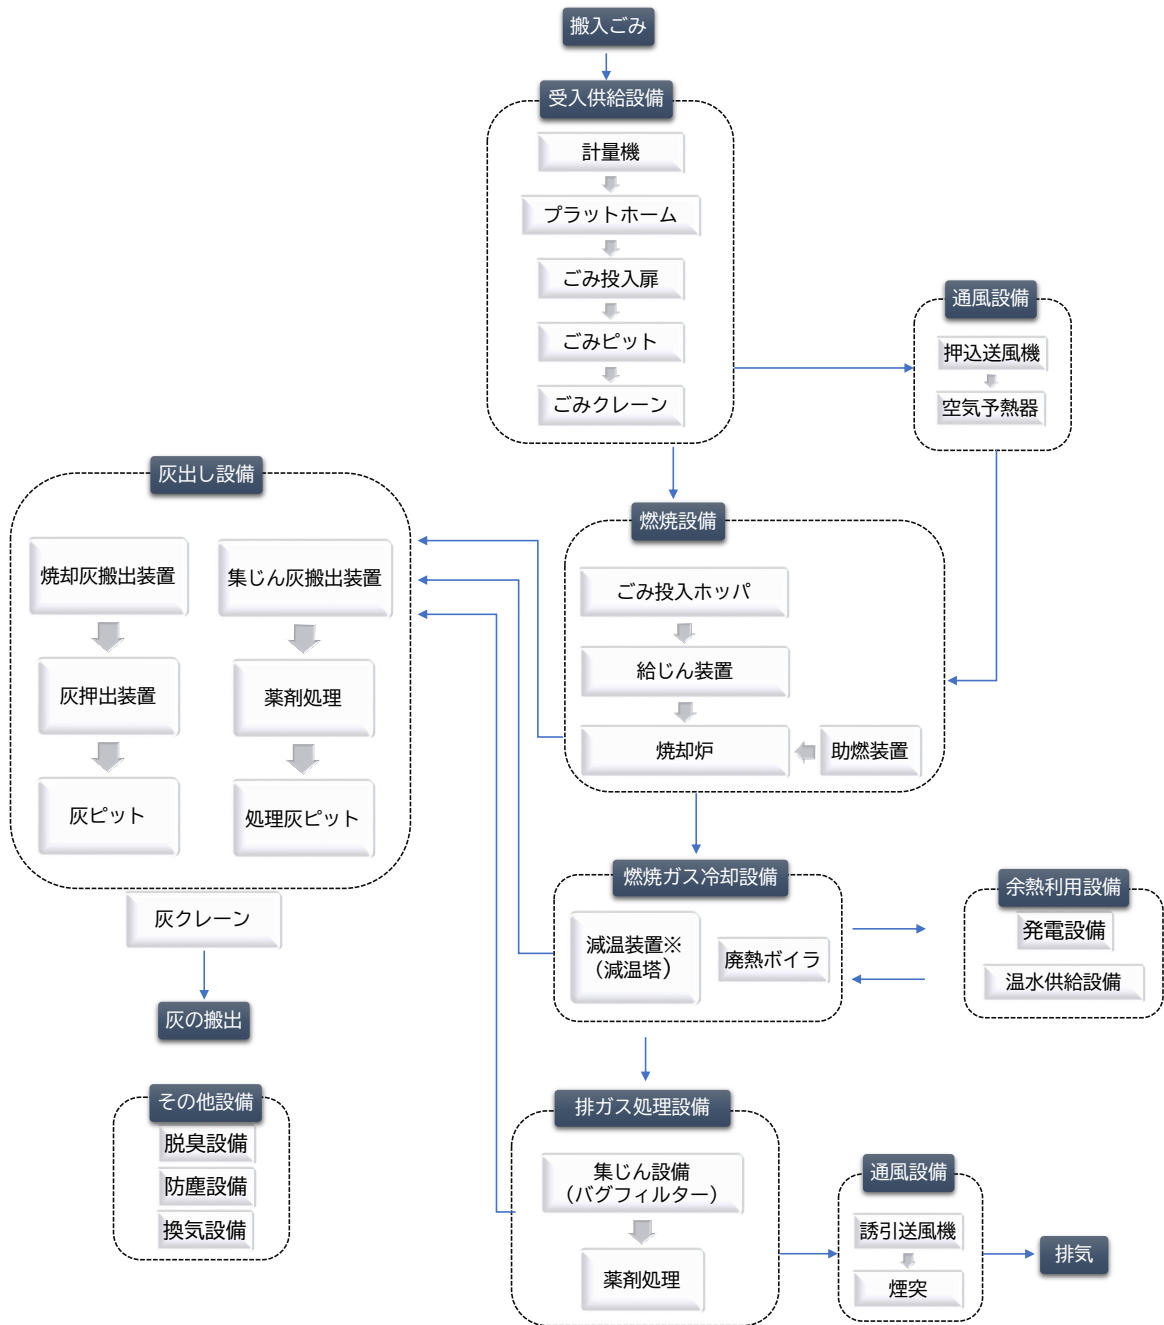 搬入ごみ
受入供給設備
計量機
プラットホーム
ごみ投入扉
ごみピット
ごみクレーン
通風設備
押込送風機
空気予熱器
灰出し設備
焼却灰搬出装置
集じん灰搬出装置
灰押出装置
薬剤処理
灰ピット
処理灰ピット
灰クレーン
灰の搬出
燃焼設備
ごみ投入ホッパ
給じん装置
焼却炉
助燃装置
燃焼ガス冷却設備
減温装置※
（減温塔）
廃熱ボイラ
余熱利用設備
発電設備
温水供給設備
その他設備
脱臭設備
防塵設備
換気設備
排ガス処理設備
集じん設備
（バグフィルター）
薬剤処理
通風設備
誘引送風機
煙突
排気